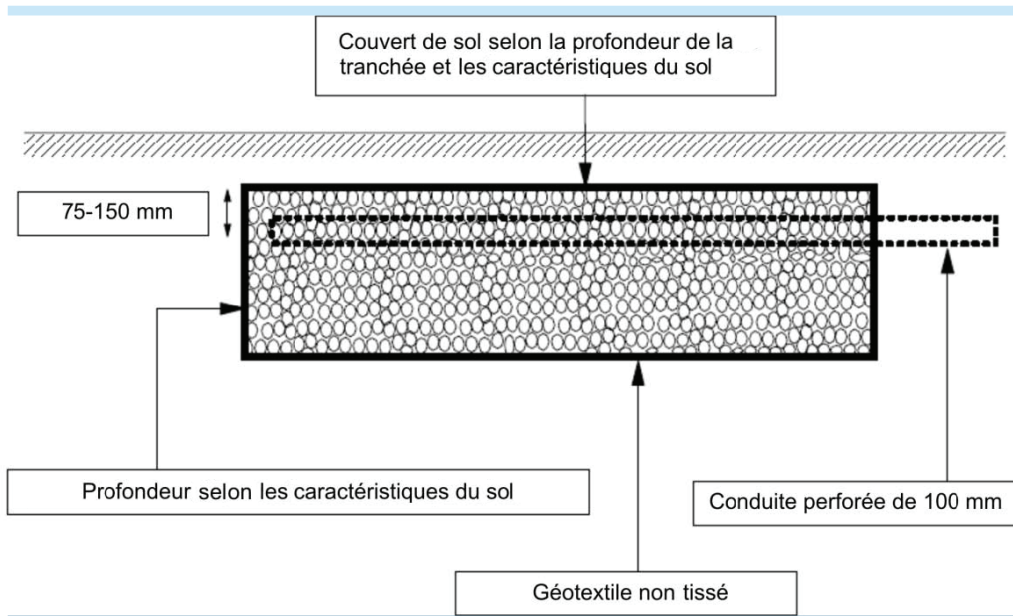 Couvert de sol selon la profondeur de la
tranchée et les caractéristiques du sol
75-150 mm
Profondeur selon les caractéristiques du sol
Conduite perforée de 100 mm
Géotextile non tissé